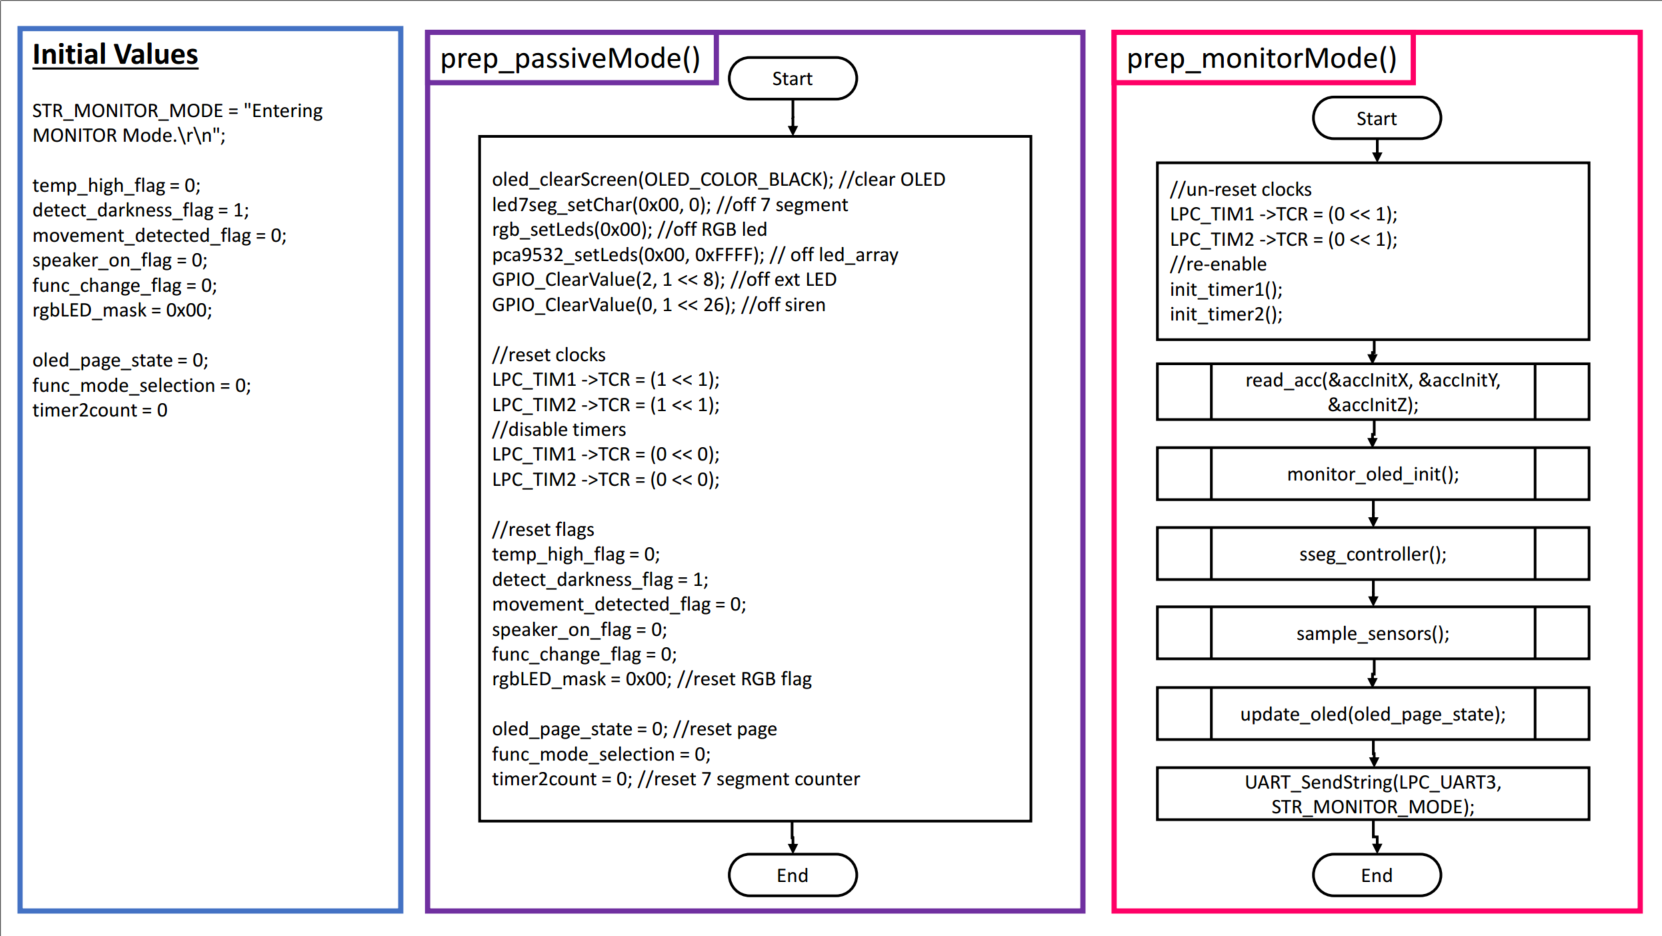 Initial Values
STR_MONITOR_MODE = "Entering
MONITOR Mode.\r\n";
temp_high_flag = 0;
detect_darkness_flag = 1;
movement_detected_flag = 0;
speaker_on_flag = 0;
func_change_flag = 0;
rgbLED_mask = 0x00;
oled_page_state = 0;
func_mode_selection = 0;
timer2count = 0
prep_passiveMode()
Start
oled_clearScreen(OLED_COLOR_BLACK); //clear OLED
led7seg_setChar(0x00, 0); //off 7 segment
rgb_setLeds(0x00); //off RGB led
pca9532_setLeds(0x00, 0xFFFF); // off led_array
GPIO_ClearValue(2, 1 << 8); //off ext LED
GPIO_ClearValue(0, 1 << 26); //off siren
//reset clocks
LPC_TIM1 ->TCR = (1 << 1);
LPC_TIM2 ->TCR = (1 << 1);
//disable timers
LPC_TIM1 ->TCR = (0 << 0);
LPC_TIM2 ->TCR = (0 << 0);
//reset flags
temp_high_flag = 0;
detect_darkness_flag = 1;
movement_detected_flag = 0;
speaker_on_flag = 0;
func_change_flag = 0;
rgbLED_mask = 0x00; //reset RGB flag
oled_page_state = 0; //reset page
func_mode_selection = 0;
timer2count = 0; //reset 7 segment counter
End
prep_monitorMode()
Start
//un-reset clocks
LPC_TIM1 ->TCR = (0 << 1);
LPC_TIM2 ->TCR = (0 << 1);
//re-enable
init_timer1();
init_timer2();
read_acc(&accInitX, &accInitY,
&accInitZ);
monitor_oled_init();
sseg_controller();
sample_sensors();
update_oled(oled_page_state);
UART_SendString(LPC_UART3,
STR_MONITOR_MODE);
End